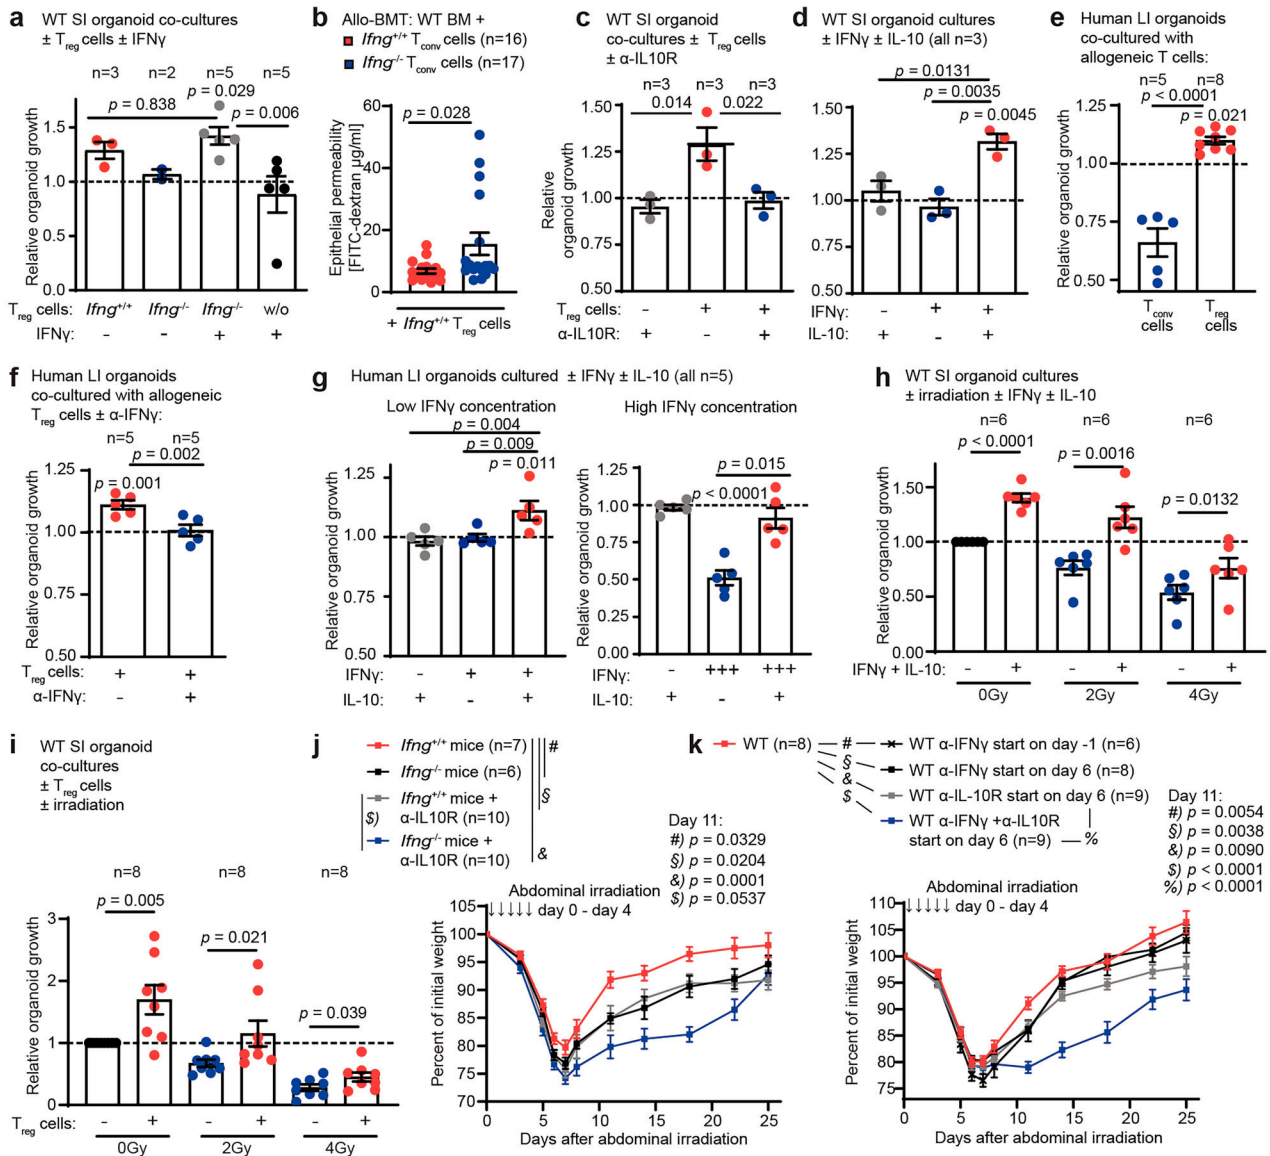 a
WT SI organoid co-cultures
± Treg cells ± IFNγ
n=3 n=2 n=5 n=5
p = 0.029
p = 0.838
p = 0.006
Relative organoid growth
1.5
1.0
0.5
0.0
Treg cells: Ifng+/+ Ifng-/- Ifng-/- w/o
IFNγ: - - + +
b
Allo-BMT: WT BM +
Ifng+/+ Tconv cells (n=16)
Ifng-/- Tconv cells (n=17)
p = 0.028
Epithelial permeability
[FITC-dextran µg/ml]
60
40
20
0
+ Ifng+/+ Treg cells
c
WT SI organoid
co-cultures ± Treg cells
± α-IL10R
n=3 n=3 n=3
0.014 0.022
Relative
organoid growth
1.50
1.25
1.00
0.75
0.50
Treg cells: - + +
α-IL10R: + - +
d
WT SI organoid cultures
± IFNγ ± IL-10 (all n=3)
p = 0.0131
p = 0.0035
p = 0.0045
Relative organoid growth
1.50
1.25
1.00
0.75
0.50
IFNγ: - + +
IL-10: + - +
e
Human LI organoids
co-cultured with
allogeneic T cells:
n=5 n=8
p < 0.0001
p = 0.021
Relative organoid growth
1.25
1.00
0.75
0.50
Tconv cells
Treg cells
f
Human LI organoids
co-cultured with allogeneic
Treg cells ± α-IFNγ:
n=5 n=5
p = 0.002
p = 0.001
Relative organoid growth
1.25
1.00
0.75
0.50
Treg cells: + +
α-IFNγ: - +
g
Human LI organoids cultured ± IFNγ ± IL-10 (all n=5)
Low IFNγ concentration
p = 0.004
p = 0.009
p = 0.011
Relative organoid growth
1.25
1.00
0.75
0.50
IFNγ: - + +
IL-10: + - +
High IFNγ concentration
p = 0.015
p < 0.0001
Relative organoid growth
1.25
1.00
0.75
0.50
0.25
0.00
IFNγ: - +++ +++
IL-10: + - +
h
WT SI organoid cultures
± irradiation ± IFNγ ± IL-10
n=6 n=6 n=6
p < 0.0001
p = 0.0016
p = 0.0132
Relative organoid growth
1.50
1.00
0.50
0.00
IFNγ + IL-10: - + - + - +
0Gy 2Gy 4Gy
i
WT SI organoid
co-cultures
± Treg cells
± irradiation
n=8 n=8 n=8
p = 0.005
p = 0.021
p = 0.039
Relative organoid growth
3
2
1
0
Treg cells: - + - + - +
0Gy 2Gy 4Gy
j
Ifng+/+ mice (n=7)
Ifng-/- mice (n=6)
Ifng+/+ mice +
α-IL10R (n=10)
Ifng-/- mice +
α-IL10R (n=10)
#
§
&
$)
Day 11:
#) p = 0.0329
§) p = 0.0204
&) p = 0.0001
$) p = 0.0537
Abdominal irradiation
↓↓↓↓↓ day 0 - day 4
Percent of initial weight
105
100
95
90
85
80
75
70
0 5 10 15 20 25
Days after abdominal irradiation
k
WT (n=8)
#
§
&
$
WT α-IFNγ start on day -1 (n=6)
WT α-IFNγ start on day 6 (n=8)
WT α-IL-10R start on day 6 (n=9)
WT α-IFNγ +α-IL10R
start on day 6 (n=9)
%
Day 11:
#) p = 0.0054
§) p = 0.0038
&) p = 0.0090
$) p < 0.0001
%) p < 0.0001
Abdominal irradiation
↓↓↓↓↓ day 0 - day 4
Percent of initial weight
110
105
100
95
90
85
80
75
0 5 10 15 20 25
Days after abdominal irradiation